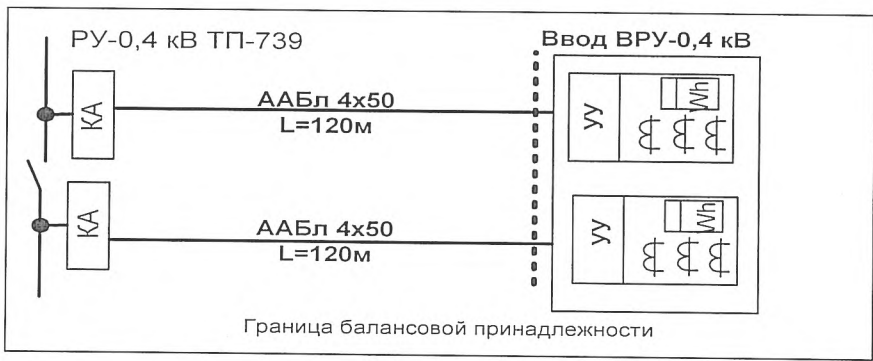 РУ-0,4 кВ ТП-739
Ввод ВРУ-0,4 кВ
КА
ААБл 4х50
L=120м
УУ
Wh
КА
ААБл 4х50
L=120м
УУ
Wh
Граница балансовой принадлежности